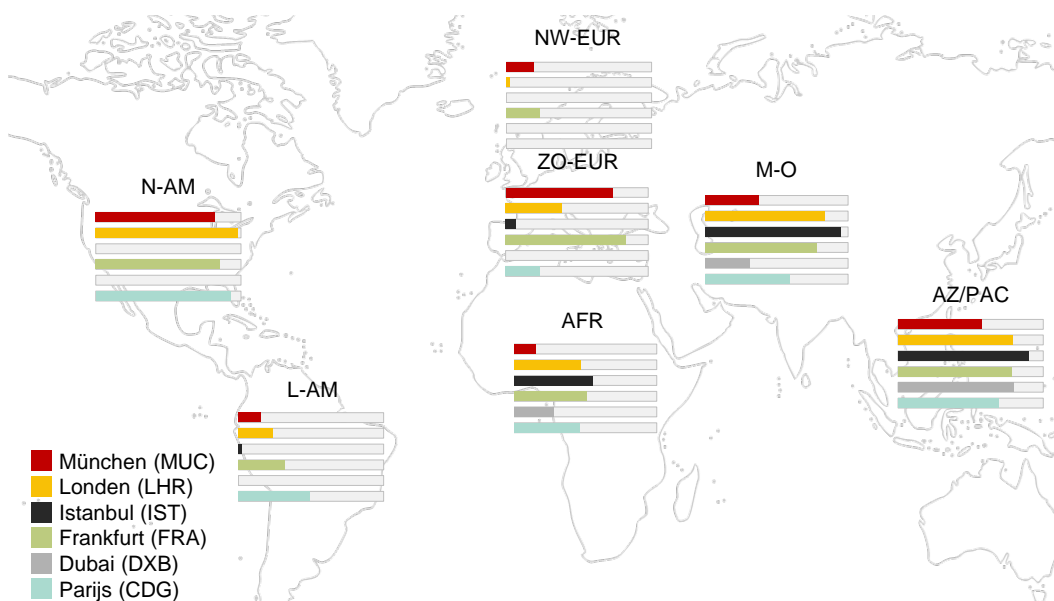 NW-EUR
ZO-EUR
M-O
N-AM
AZ/PAC
AFR
L-AM
München (MUC)
Londen (LHR)
Istanbul (IST)
Frankfurt (FRA)
Dubai (DXB)
Parijs (CDG)